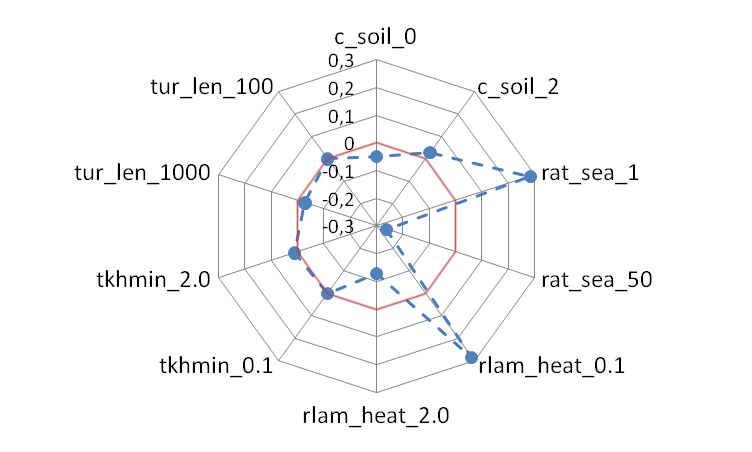 c_soil_0
0,3
tur_len_100
c_soil_2
0,2
0,1
0
tur_len_1000
rat_sea_1
-0,1
-0,2
-0,3
tkhmin_2.0
rat_sea_50
tkhmin_0.1
rlam_heat_0.1
rlam_heat_2.0